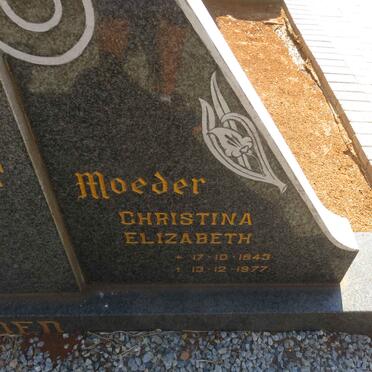 Moeder
CHRISTINA
ELIZABETH
* 17·10·1943
† 13·12·1977